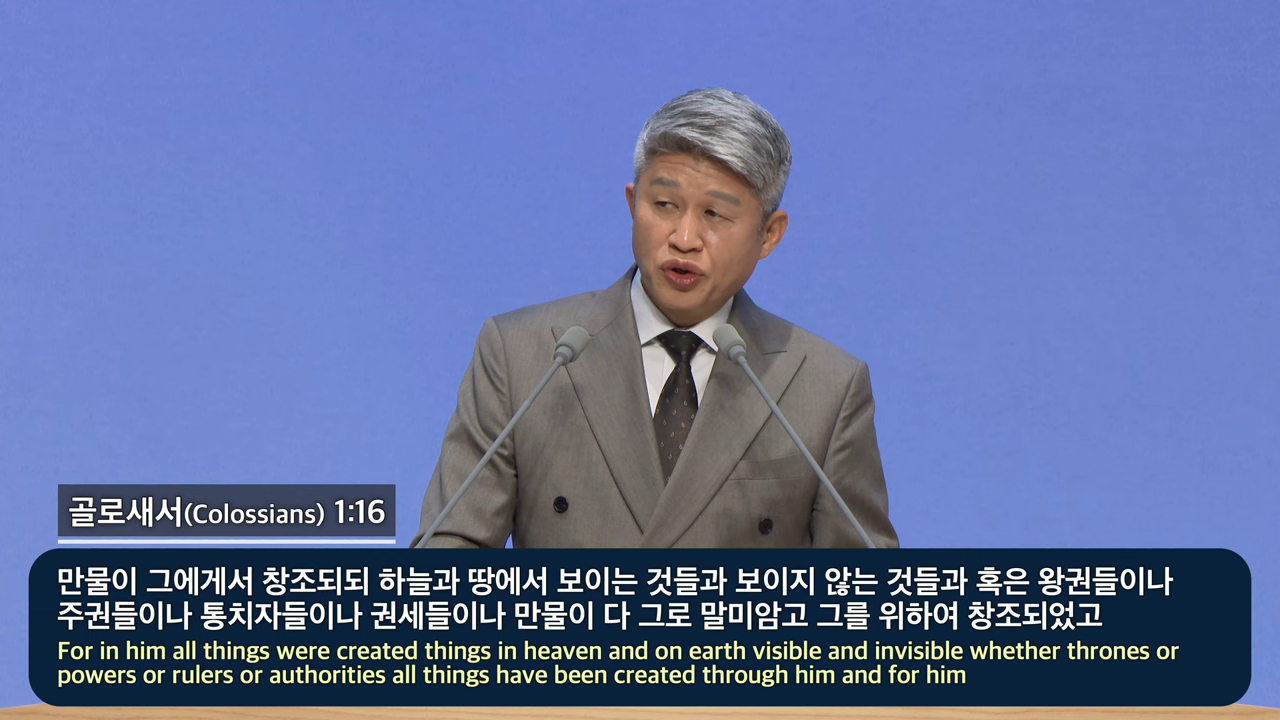 골로새서(Colossians) 1:16
만물이 그에게서 창조되되 하늘과 땅에서 보이는 것들과 보이지 않는 것들과 혹은 왕권들이나
주권들이나 통치자들이나 권세들이나 만물이 다 그로 말미암고 그를 위하여 창조되었고
For in him all things were created things in heaven and on earth visible and invisible whether thrones or
powers or rulers or authorities all things have been created through him and for him